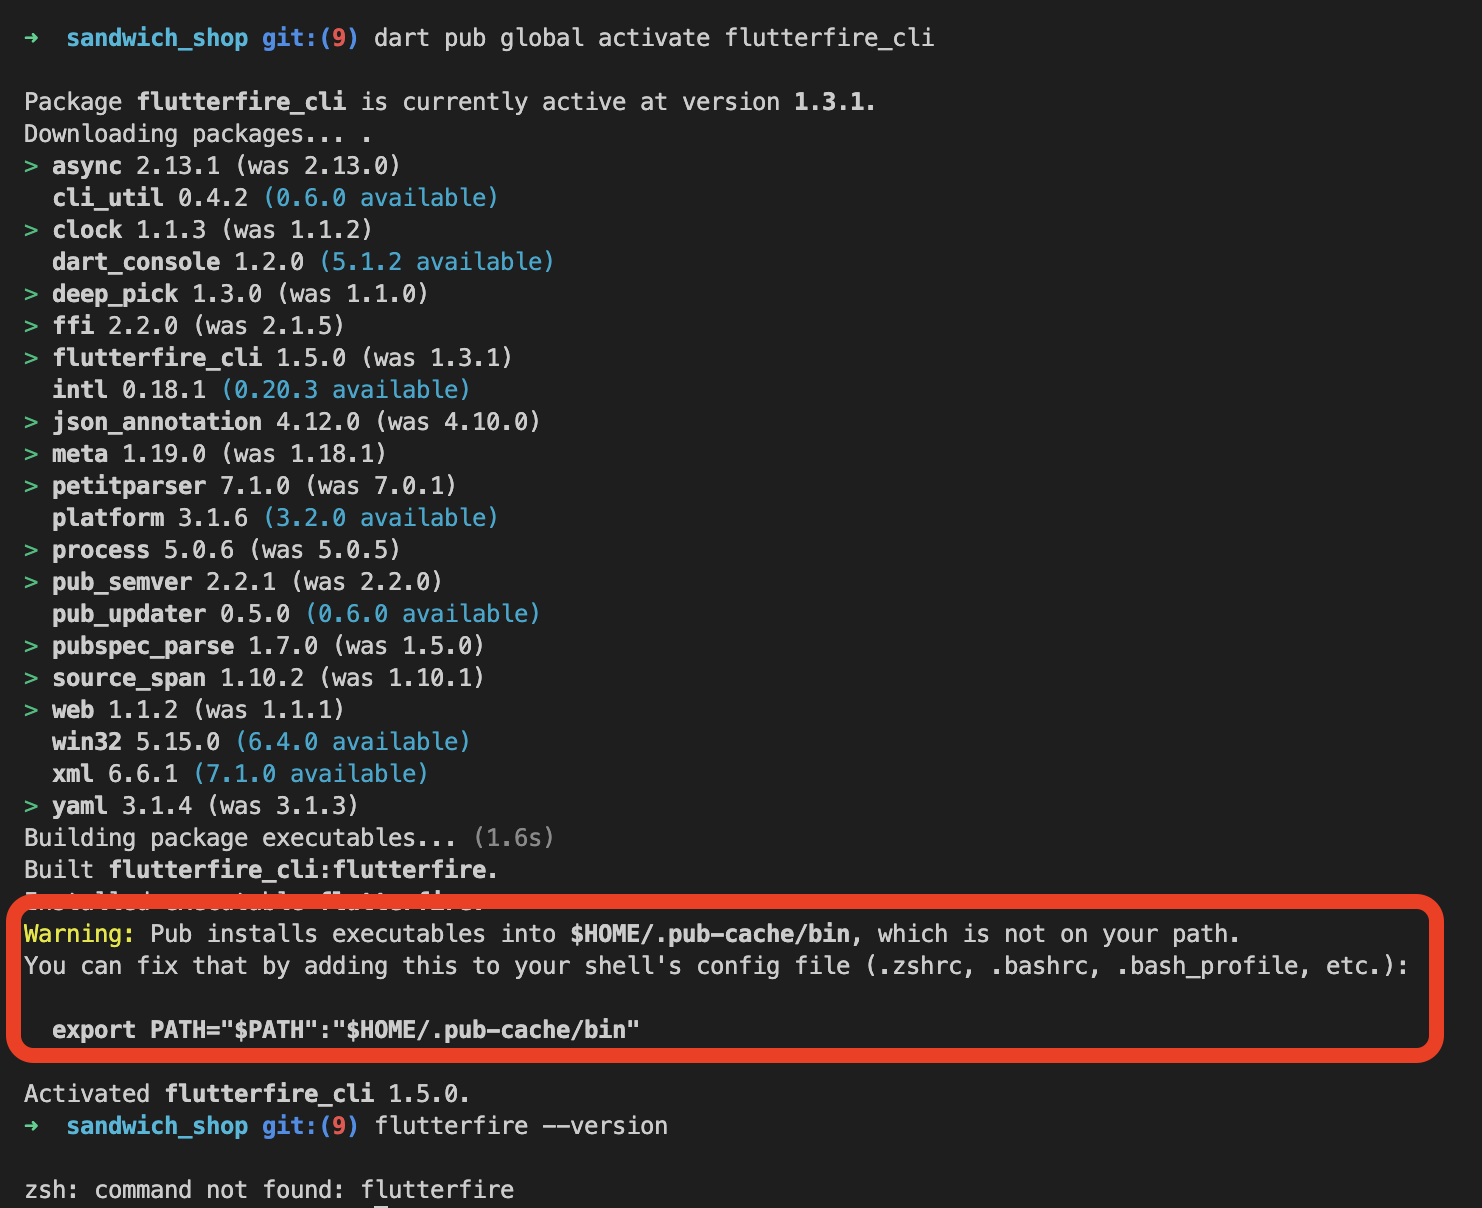 → sandwich_shop git:(9) dart pub global activate flutterfire_cli
Package flutterfire_cli is currently active at version 1.3.1.
Downloading packages... .
> async 2.13.1 (was 2.13.0)
cli_util 0.4.2 (0.6.0 available)
> clock 1.1.3 (was 1.1.2)
dart_console 1.2.0 (5.1.2 available)
> deep_pick 1.3.0 (was 1.1.0)
> ffi 2.2.0 (was 2.1.5)
> flutterfire_cli 1.5.0 (was 1.3.1)
intl 0.18.1 (0.20.3 available)
> json_annotation 4.12.0 (was 4.10.0)
> meta 1.19.0 (was 1.18.1)
> petitparser 7.1.0 (was 7.0.1)
platform 3.1.6 (3.2.0 available)
> process 5.0.6 (was 5.0.5)
> pub_semver 2.2.1 (was 2.2.0)
pub_updater 0.5.0 (0.6.0 available)
> pubspec_parse 1.7.0 (was 1.5.0)
> source_span 1.10.2 (was 1.10.1)
> web 1.1.2 (was 1.1.1)
win32 5.15.0 (6.4.0 available)
xml 6.6.1 (7.1.0 available)
> yaml 3.1.4 (was 3.1.3)
Building package executables... (1.6s)
Built flutterfire_cli:flutterfire.
Installed executable flutterfire.
Warning: Pub installs executables into $HOME/.pub-cache/bin, which is not on your path.
You can fix that by adding this to your shell's config file (.zshrc, .bashrc, .bash_profile, etc.):
export PATH="$PATH":"$HOME/.pub-cache/bin"
Activated flutterfire_cli 1.5.0.
→ sandwich_shop git:(9) flutterfire --version
zsh: command not found: flutterfire